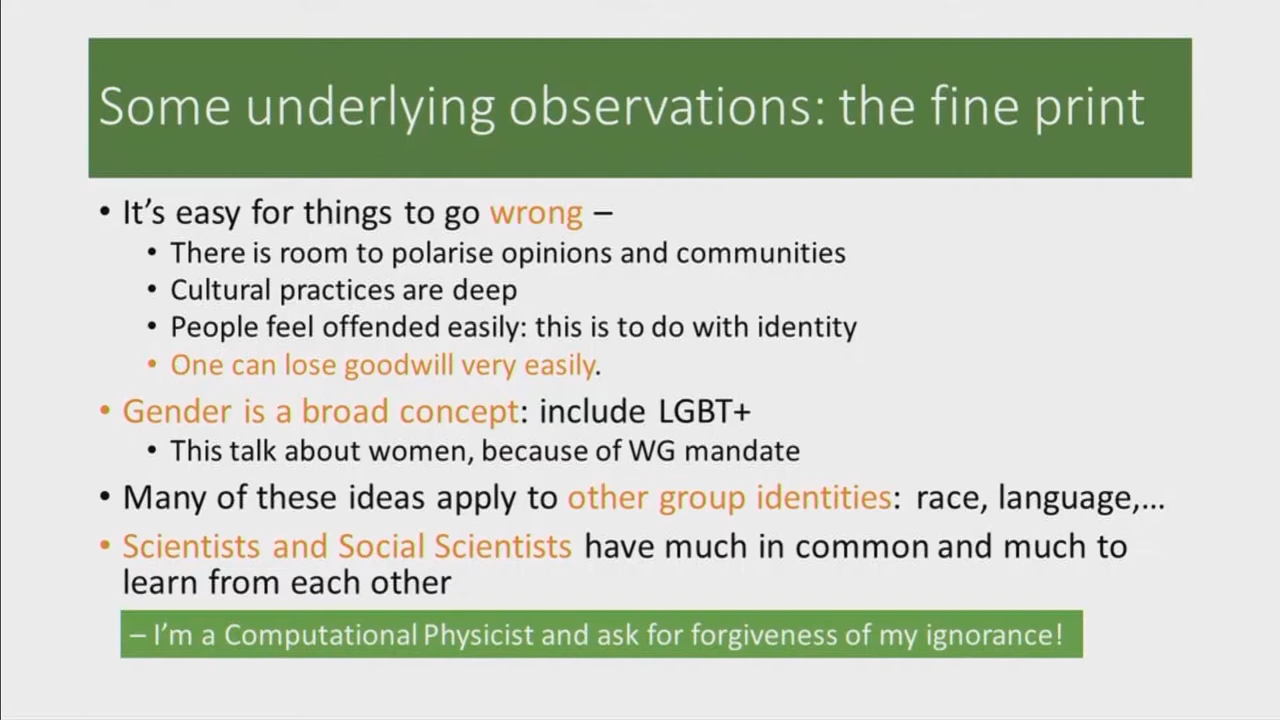 Some underlying observations: the fine print
• It's easy for things to go wrong –
• There is room to polarise opinions and communities
• Cultural practices are deep
• People feel offended easily: this is to do with identity
• One can lose goodwill very easily.
• Gender is a broad concept: include LGBT+
• This talk about women, because of WG mandate
• Many of these ideas apply to other group identities: race, language,...
• Scientists and Social Scientists have much in common and much to
learn from each other
– I'm a Computational Physicist and ask for forgiveness of my ignorance!